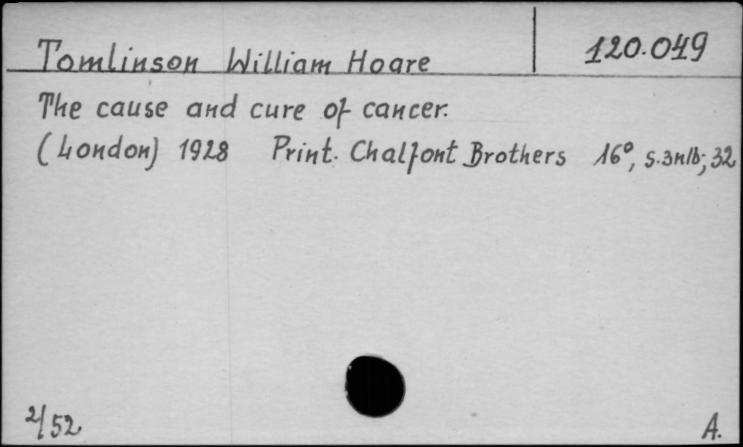 Tomlinson William Hoare 120.049
The cause and cure of cancer.
(London) 1928 Print. Chalfont Brothers 16°, s. 3nlb; 32
2/52 A.